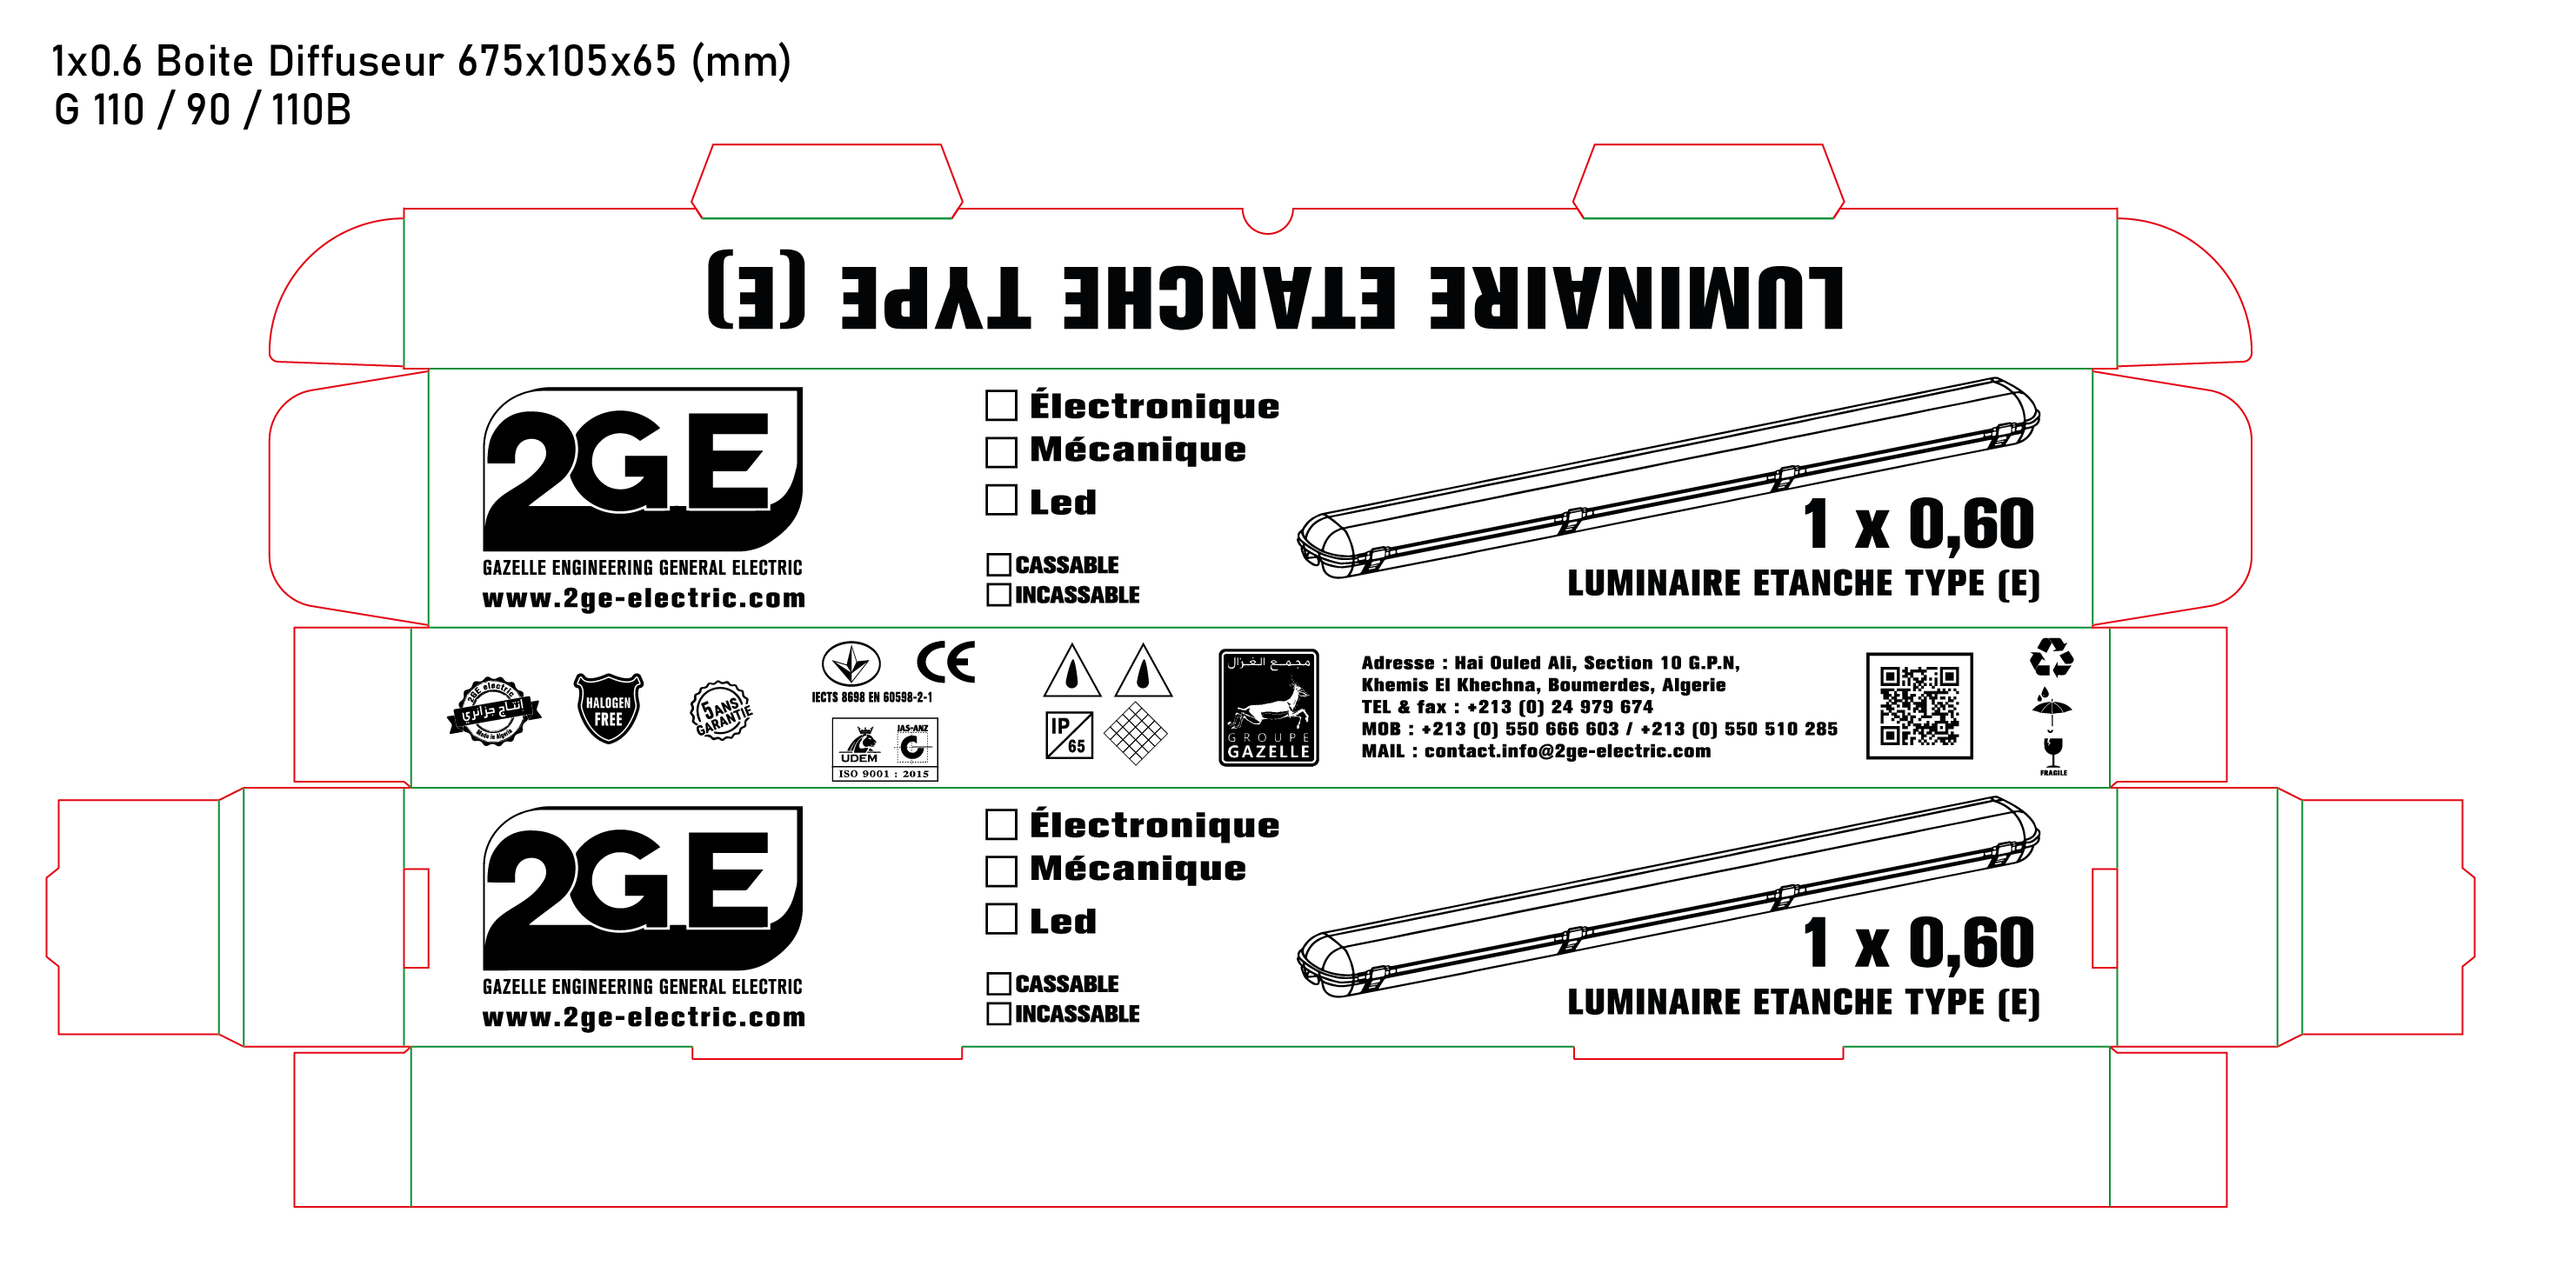 1x0.6 Boite Diffuseur 675x105x65 (mm)
G 110 / 90 / 110B
LUMINAIRE ETANCHE TYPE (E)
2GE
GAZELLE ENGINEERING GENERAL ELECTRIC
www.2ge-electric.com
Électronique
Mécanique
Led
CASSABLE
INCASSABLE
1 x 0,60
LUMINAIRE ETANCHE TYPE (E)
2GE electric
إنتاج جزائري
Made in Algeria
HALOGEN
FREE
5 ANS
GARANTIE
CE
IECTS 8698 EN 60598-2-1
UDEM
JAS-ANZ
ISO 9001 : 2015
IP
65
مجمع الغزال
GROUPE
GAZELLE
Adresse : Hai Ouled Ali, Section 10 G.P.N,
Khemis El Khechna, Boumerdes, Algerie
TEL & fax : +213 (0) 24 979 674
MOB : +213 (0) 550 666 603 / +213 (0) 550 510 285
MAIL : contact.info@2ge-electric.com
FRAGILE
2GE
GAZELLE ENGINEERING GENERAL ELECTRIC
www.2ge-electric.com
Électronique
Mécanique
Led
CASSABLE
INCASSABLE
1 x 0,60
LUMINAIRE ETANCHE TYPE (E)